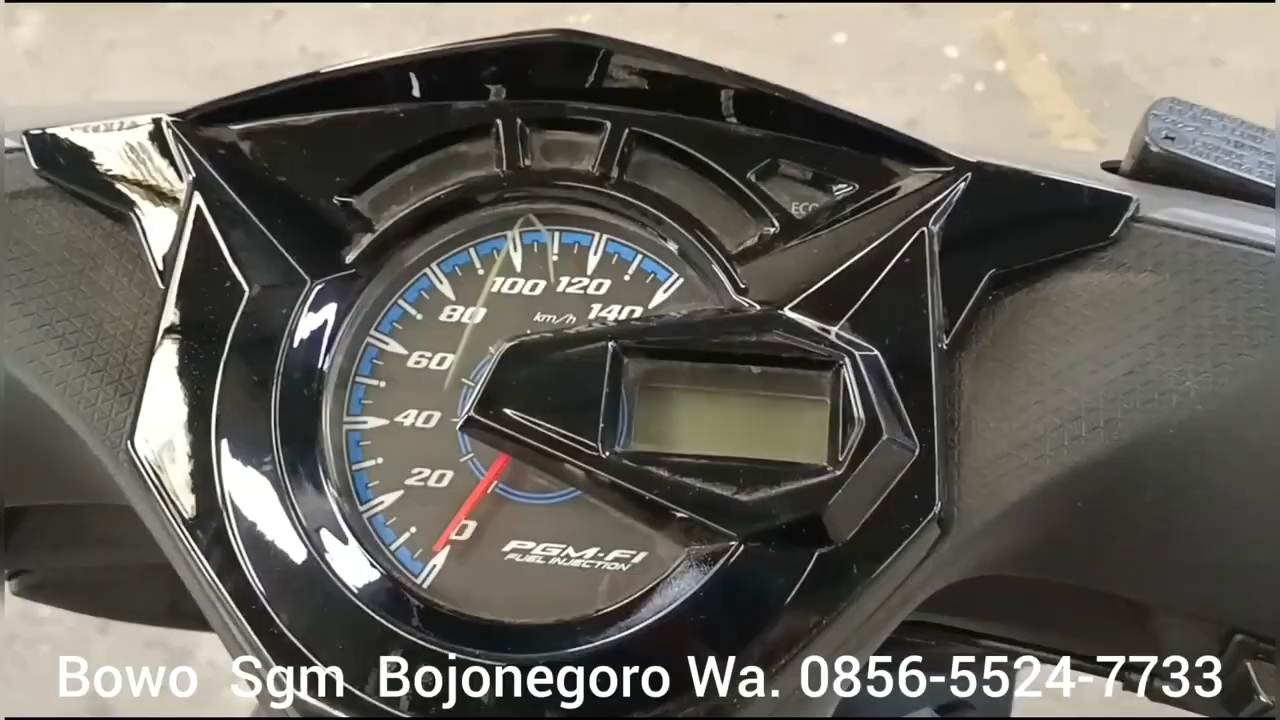 ECO
100 120
80 km/h 140
60
40
20
0
PGM-FI
FUEL INJECTION
Bowo Sgm Bojonegoro Wa. 0856-5524-7733